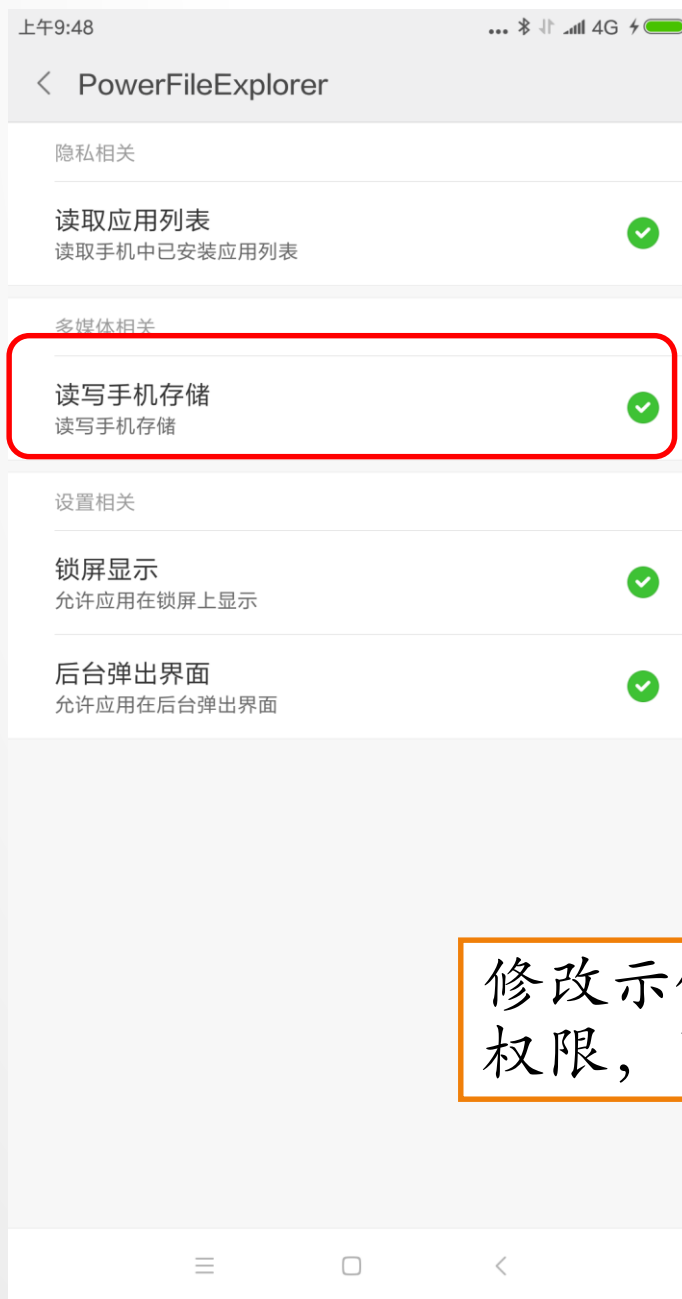 上午9:48
... 4G
PowerFileExplorer
隐私相关
读取应用列表
读取手机中已安装应用列表
多媒体相关
读写手机存储
读写手机存储
设置相关
锁屏显示
允许应用在锁屏上显示
后台弹出界面
允许应用在后台弹出界面
修改示
权限，